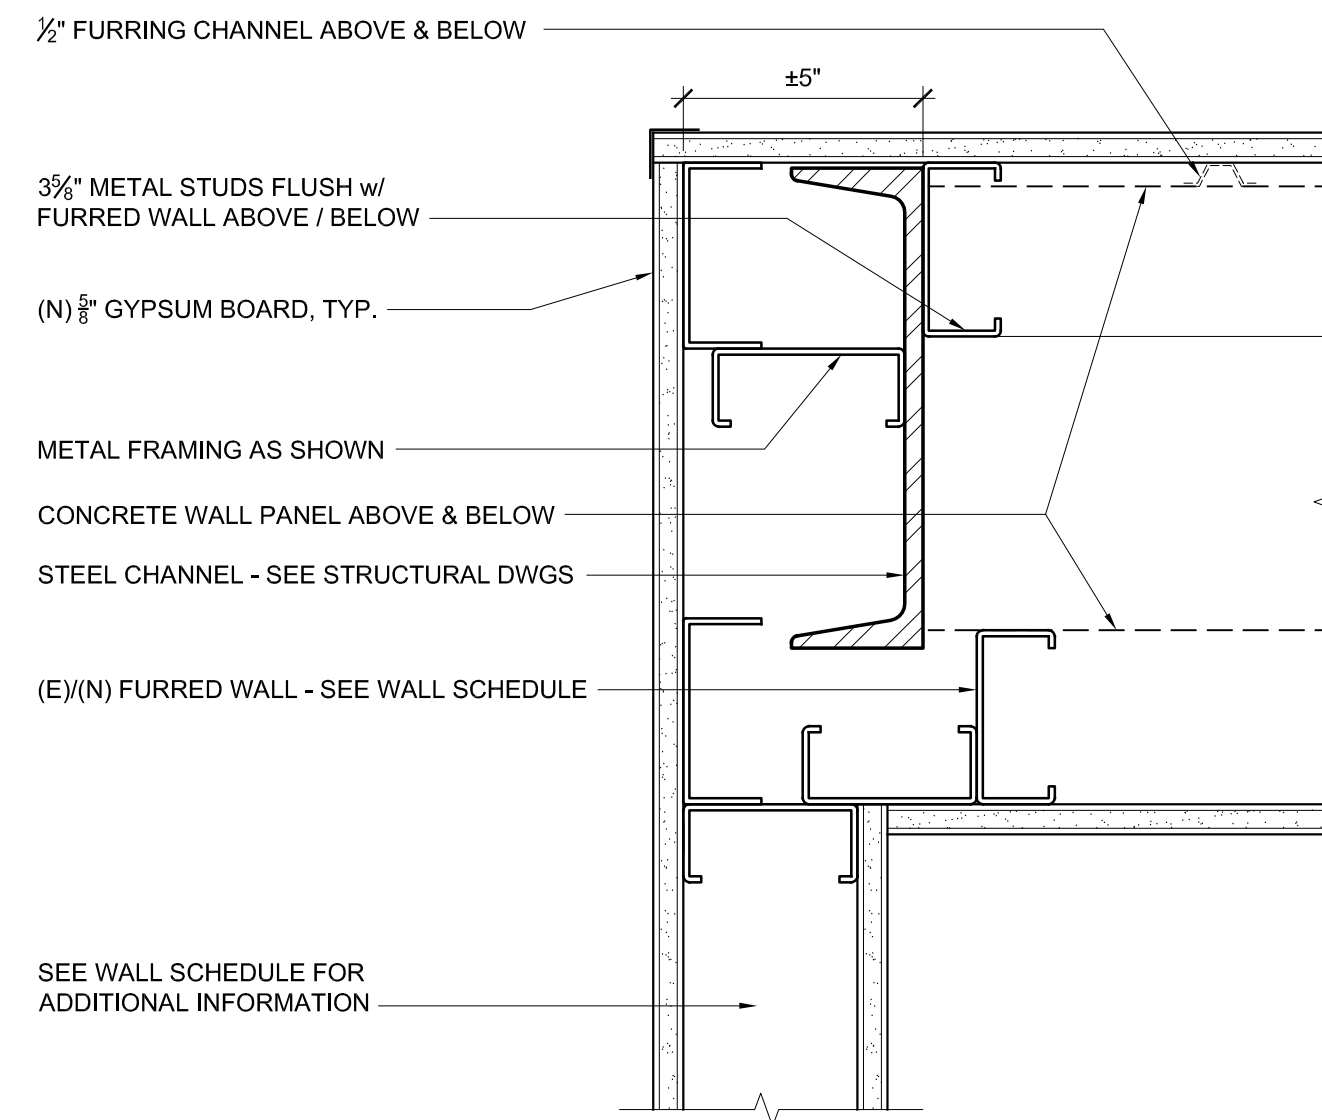 ½" FURRING CHANNEL ABOVE & BELOW
±5"
3⅝" METAL STUDS FLUSH w/
FURRED WALL ABOVE / BELOW
(N) ⅝" GYPSUM BOARD, TYP.
METAL FRAMING AS SHOWN
CONCRETE WALL PANEL ABOVE & BELOW
STEEL CHANNEL - SEE STRUCTURAL DWGS
(E)/(N) FURRED WALL - SEE WALL SCHEDULE
SEE WALL SCHEDULE FOR
ADDITIONAL INFORMATION